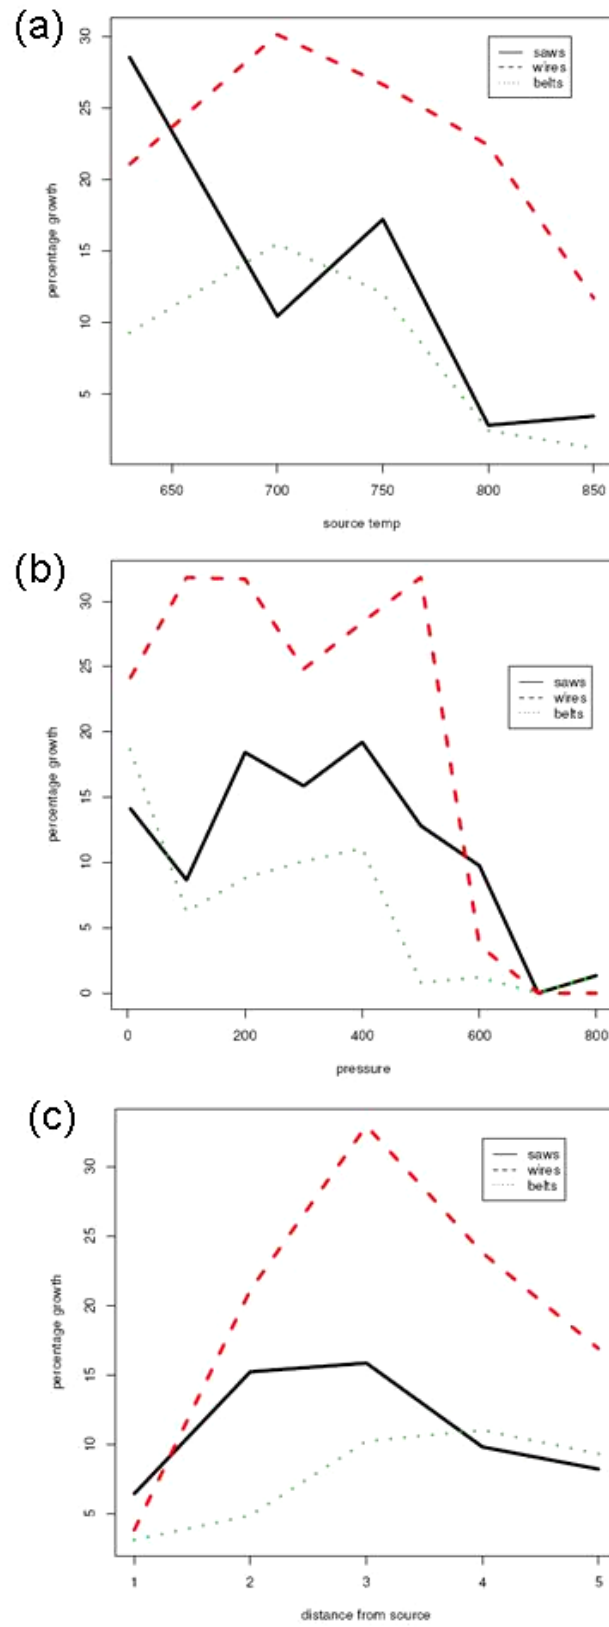 (a)
percentage growth
30
25
20
15
10
5
saws
wires
belts
650 700 750 800 850
source temp
(b)
percentage growth
30
25
20
15
10
5
0
saws
wires
belts
0 200 400 600 800
pressure
(c)
percentage growth
30
25
20
15
10
5
saws
wires
belts
1 2 3 4 5
distance from source